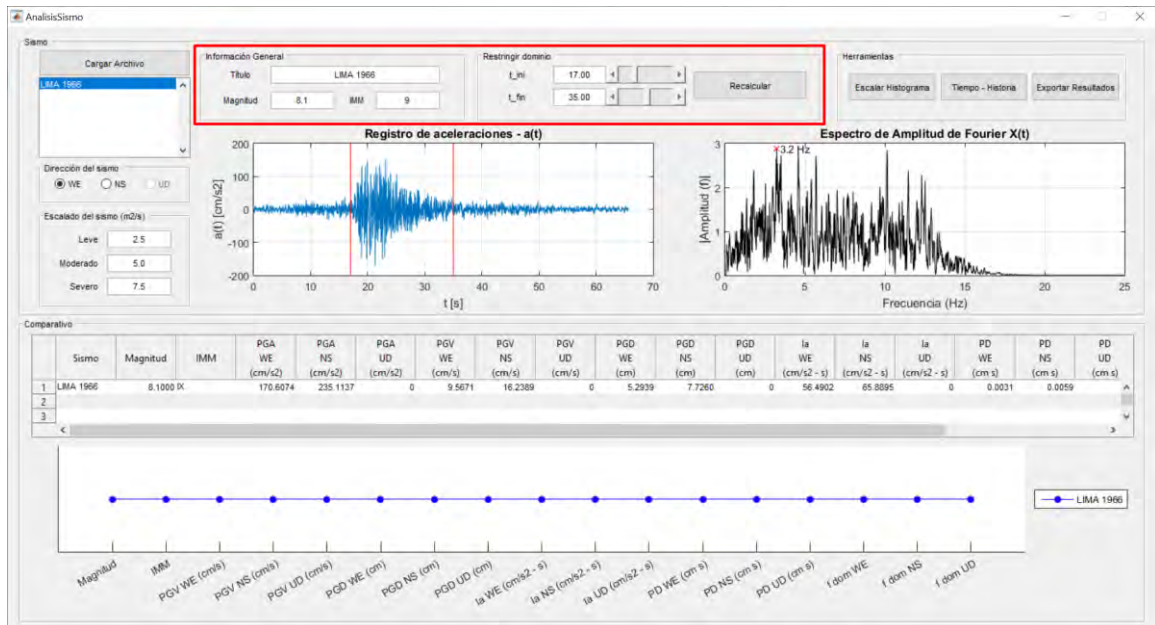 AnalisisSismo
Sismo
Cargar Archivo
LIMA 1966
Información General
Título LIMA 1966
Magnitud 8.1 IMM 9
Restringir dominio
t_ini 17.00
t_fin 35.00
Recalcular
Herramientas
Escalar Histograma Tiempo - Historia Exportar Resultados
Dirección del sismo
WE NS UD
Escalado del sismo (m2/s)
Leve 2.5
Moderado 5.0
Severo 7.5
Registro de aceleraciones - a(t)
a(t) [cm/s2]
200
100
0
-100
-200
0 10 20 30 40 50 60 70
t [s]
Espectro de Amplitud de Fourier X(t)
3.2 Hz
|Amplitud (f)|
3
2
1
0
0 5 10 15 20 25
Frecuencia (Hz)
Comparativo
Sismo Magnitud IMM PGA WE (cm/s2) PGA NS (cm/s2) PGA UD (cm/s2) PGV WE (cm/s) PGV NS (cm/s) PGV UD (cm/s) PGD WE (cm) PGD NS (cm) PGD UD (cm) Ia WE (cm/s2 - s) Ia NS (cm/s2 - s) Ia UD (cm/s2 - s) PD WE (cm s) PD NS (cm s) PD UD (cm s)
1 LIMA 1966 8.1000 IX 170.6074 235.1137 0 9.5671 16.2389 0 5.2939 7.7260 0 56.4902 65.8895 0 0.0031 0.0059
2
3
LIMA 1966
Magnitud IMM PGV WE (cm/s) PGV NS (cm/s) PGV UD (cm/s) PGD WE (cm) PGD NS (cm) PGD UD (cm) Ia WE (cm/s2 - s) Ia NS (cm/s2 - s) Ia UD (cm/s2 - s) PD WE (cm s) PD NS (cm s) PD UD (cm s) f dom WE f dom NS f dom UD